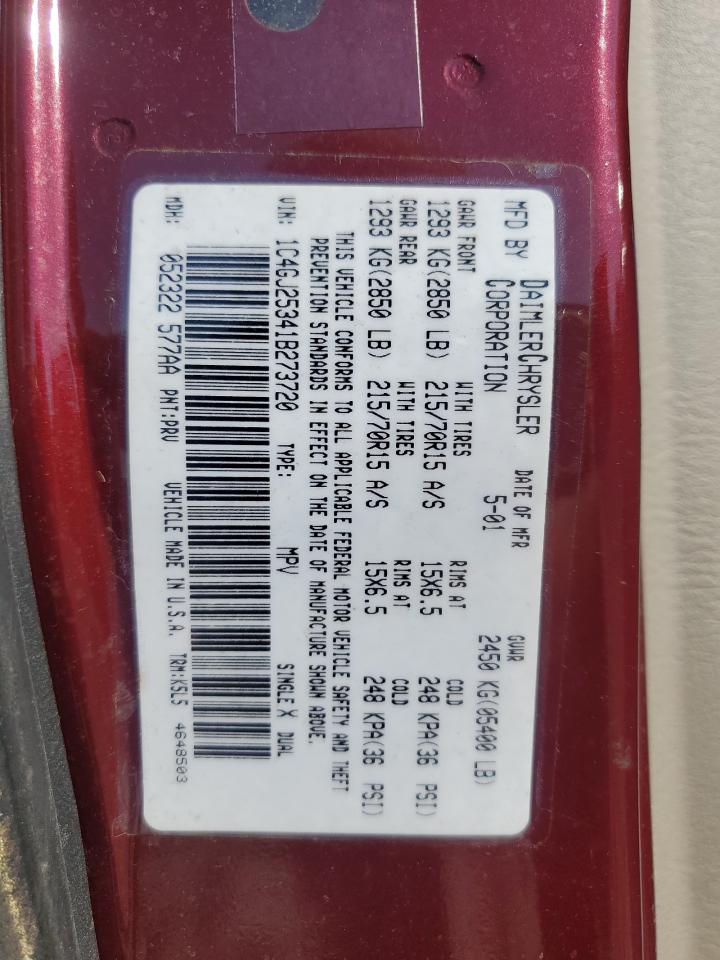 MFD BY DAIMLERCHRYSLER CORPORATION
DATE OF MFR 5-01
GVWR 2450 KG(05400 LB)
GAWR FRONT WITH TIRES RIMS AT COLD
1293 KG(2850 LB) 215/70R15 A/S 15X6.5 248 KPA(36 PSI)
GAWR REAR WITH TIRES RIMS AT COLD
1293 KG(2850 LB) 215/70R15 A/S 15X6.5 248 KPA(36 PSI)
THIS VEHICLE CONFORMS TO ALL APPLICABLE FEDERAL MOTOR VEHICLE SAFETY AND THEFT
PREVENTION STANDARDS IN EFFECT ON THE DATE OF MANUFACTURE SHOWN ABOVE.
VIN: 1C4GJ25341B273720 TYPE: MPV SINGLE X DUAL
MDH: 052322 577AA PNT:PRV VEHICLE MADE IN U.S.A. TRM:K5L5 4648503